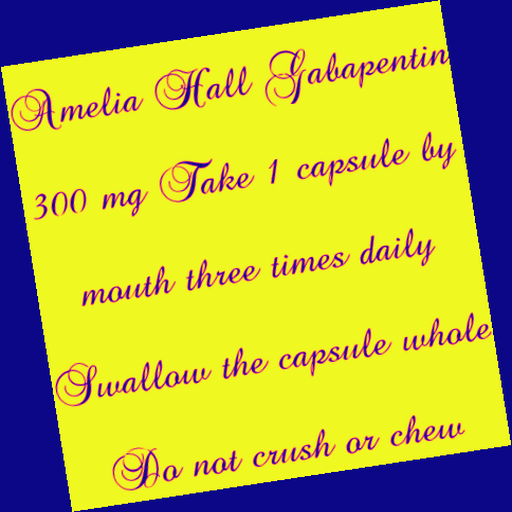 Amelia Hall Gabapentin
300 mg Take 1 capsule by
mouth three times daily
Swallow the capsule whole
Do not crush or chew